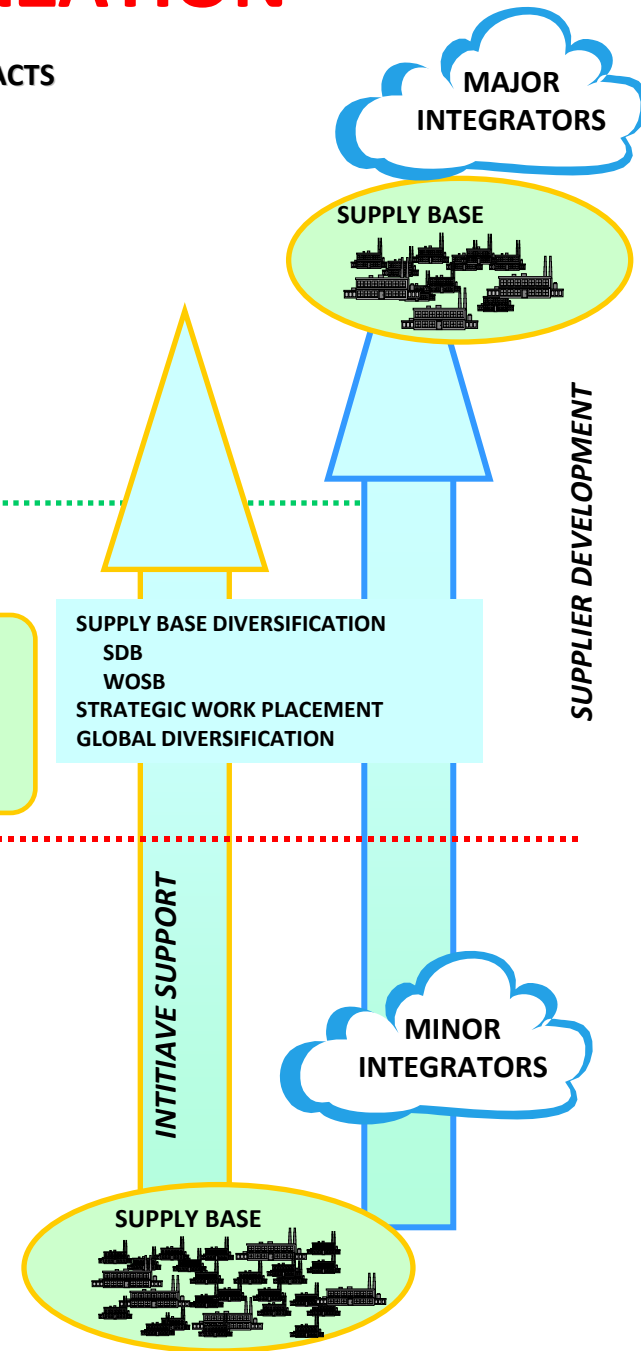 MAJOR
INTEGRATORS
SUPPLY BASE
SUPPLIER DEVELOPMENT
SUPPLY BASE DIVERSIFICATION
SDB
WOSB
STRATEGIC WORK PLACEMENT
GLOBAL DIVERSIFICATION
INTITIAVE SUPPORT
MINOR
INTEGRATORS
SUPPLY BASE